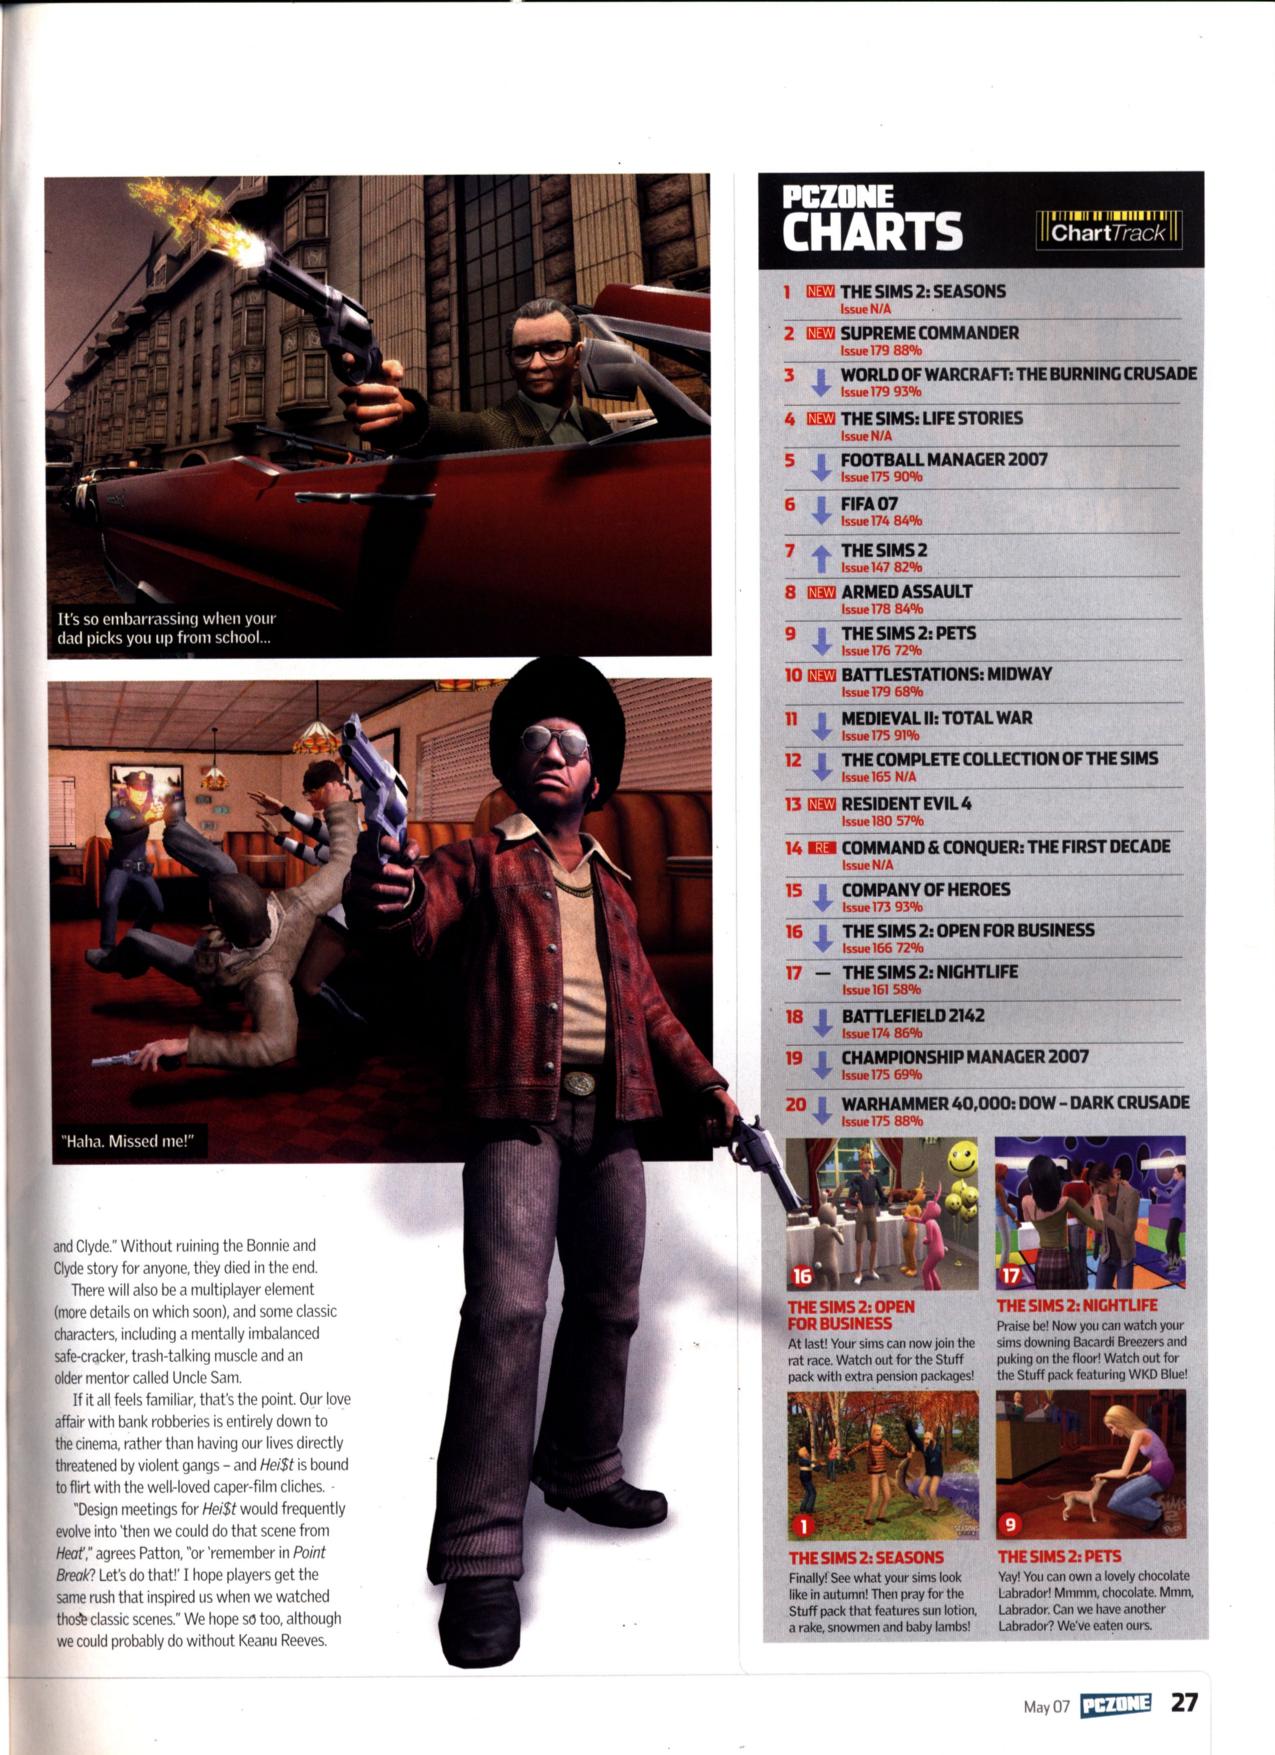 It's so embarrassing when your
dad picks you up from school...
"Haha. Missed me!"
and Clyde." Without ruining the Bonnie and
Clyde story for anyone, they died in the end.
There will also be a multiplayer element
(more details on which soon), and some classic
characters, including a mentally imbalanced
safe-cracker, trash-talking muscle and an
older mentor called Uncle Sam.
If it all feels familiar, that's the point. Our love
affair with bank robberies is entirely down to
the cinema, rather than having our lives directly
threatened by violent gangs – and Hei$t is bound
to flirt with the well-loved caper-film cliches.
"Design meetings for Hei$t would frequently
evolve into 'then we could do that scene from
Heat'," agrees Patton, "or 'remember in Point
Break? Let's do that!' I hope players get the
same rush that inspired us when we watched
those classic scenes." We hope so too, although
we could probably do without Keanu Reeves.
PCZONE
CHARTS
ChartTrack
1 NEW THE SIMS 2: SEASONS
Issue N/A
2 NEW SUPREME COMMANDER
Issue 179 88%
3 WORLD OF WARCRAFT: THE BURNING CRUSADE
Issue 179 93%
4 NEW THE SIMS: LIFE STORIES
Issue N/A
5 FOOTBALL MANAGER 2007
Issue 175 90%
6 FIFA 07
Issue 174 84%
7 THE SIMS 2
Issue 147 82%
8 NEW ARMED ASSAULT
Issue 178 84%
9 THE SIMS 2: PETS
Issue 176 72%
10 NEW BATTLESTATIONS: MIDWAY
Issue 179 68%
11 MEDIEVAL II: TOTAL WAR
Issue 175 91%
12 THE COMPLETE COLLECTION OF THE SIMS
Issue 165 N/A
13 NEW RESIDENT EVIL 4
Issue 180 57%
14 RE COMMAND & CONQUER: THE FIRST DECADE
Issue N/A
15 COMPANY OF HEROES
Issue 173 93%
16 THE SIMS 2: OPEN FOR BUSINESS
Issue 166 72%
17 — THE SIMS 2: NIGHTLIFE
Issue 161 58%
18 BATTLEFIELD 2142
Issue 174 86%
19 CHAMPIONSHIP MANAGER 2007
Issue 175 69%
20 WARHAMMER 40,000: DOW – DARK CRUSADE
Issue 175 88%
16
THE SIMS 2: OPEN
FOR BUSINESS
At last! Your sims can now join the
rat race. Watch out for the Stuff
pack with extra pension packages!
17
THE SIMS 2: NIGHTLIFE
Praise be! Now you can watch your
sims downing Bacardi Breezers and
puking on the floor! Watch out for
the Stuff pack featuring WKD Blue!
1
THE SIMS 2: SEASONS
Finally! See what your sims look
like in autumn! Then pray for the
Stuff pack that features sun lotion,
a rake, snowmen and baby lambs!
9
THE SIMS 2: PETS
Yay! You can own a lovely chocolate
Labrador! Mmmm, chocolate. Mmm,
Labrador. Can we have another
Labrador? We've eaten ours.
May 07 PCZONE 27